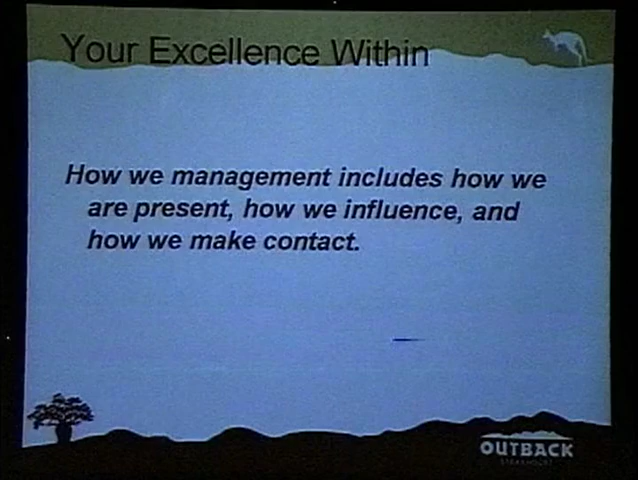 Your Excellence Within
How we management includes how we
are present, how we influence, and
how we make contact.
OUTBACK
STEAKHOUSE